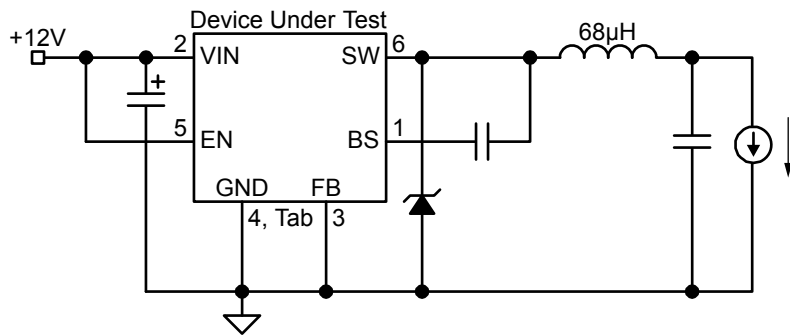 Device Under Test
+12V
2
VIN
SW
6
68µH
+
5
EN
BS
1
GND
FB
4, Tab
3